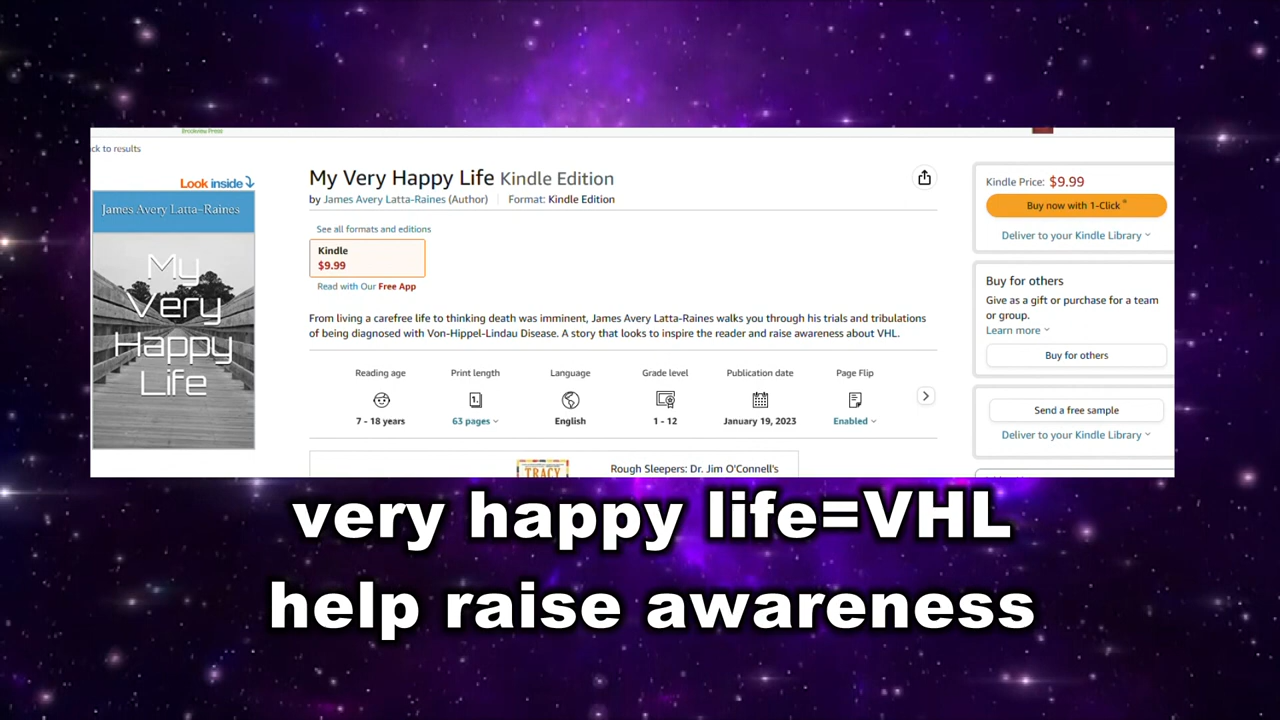 Brookview Press
ck to results
Look inside
James Avery Latta-Raines
My
Very
Happy
Life
My Very Happy Life Kindle Edition
by James Avery Latta-Raines (Author) Format: Kindle Edition
See all formats and editions
Kindle
$9.99
Read with Our Free App
From living a carefree life to thinking death was imminent, James Avery Latta-Raines walks you through his trials and tribulations
of being diagnosed with Von-Hippel-Lindau Disease. A story that looks to inspire the reader and raise awareness about VHL.
Reading age Print length Language Grade level Publication date Page Flip
7 - 18 years 63 pages English 1 - 12 January 19, 2023 Enabled
TRACY
Rough Sleepers: Dr. Jim O'Connell's
Kindle Price: $9.99
Buy now with 1-Click ®
Deliver to your Kindle Library
Buy for others
Give as a gift or purchase for a team
or group.
Learn more
Buy for others
Send a free sample
Deliver to your Kindle Library
very happy life=VHL
help raise awareness